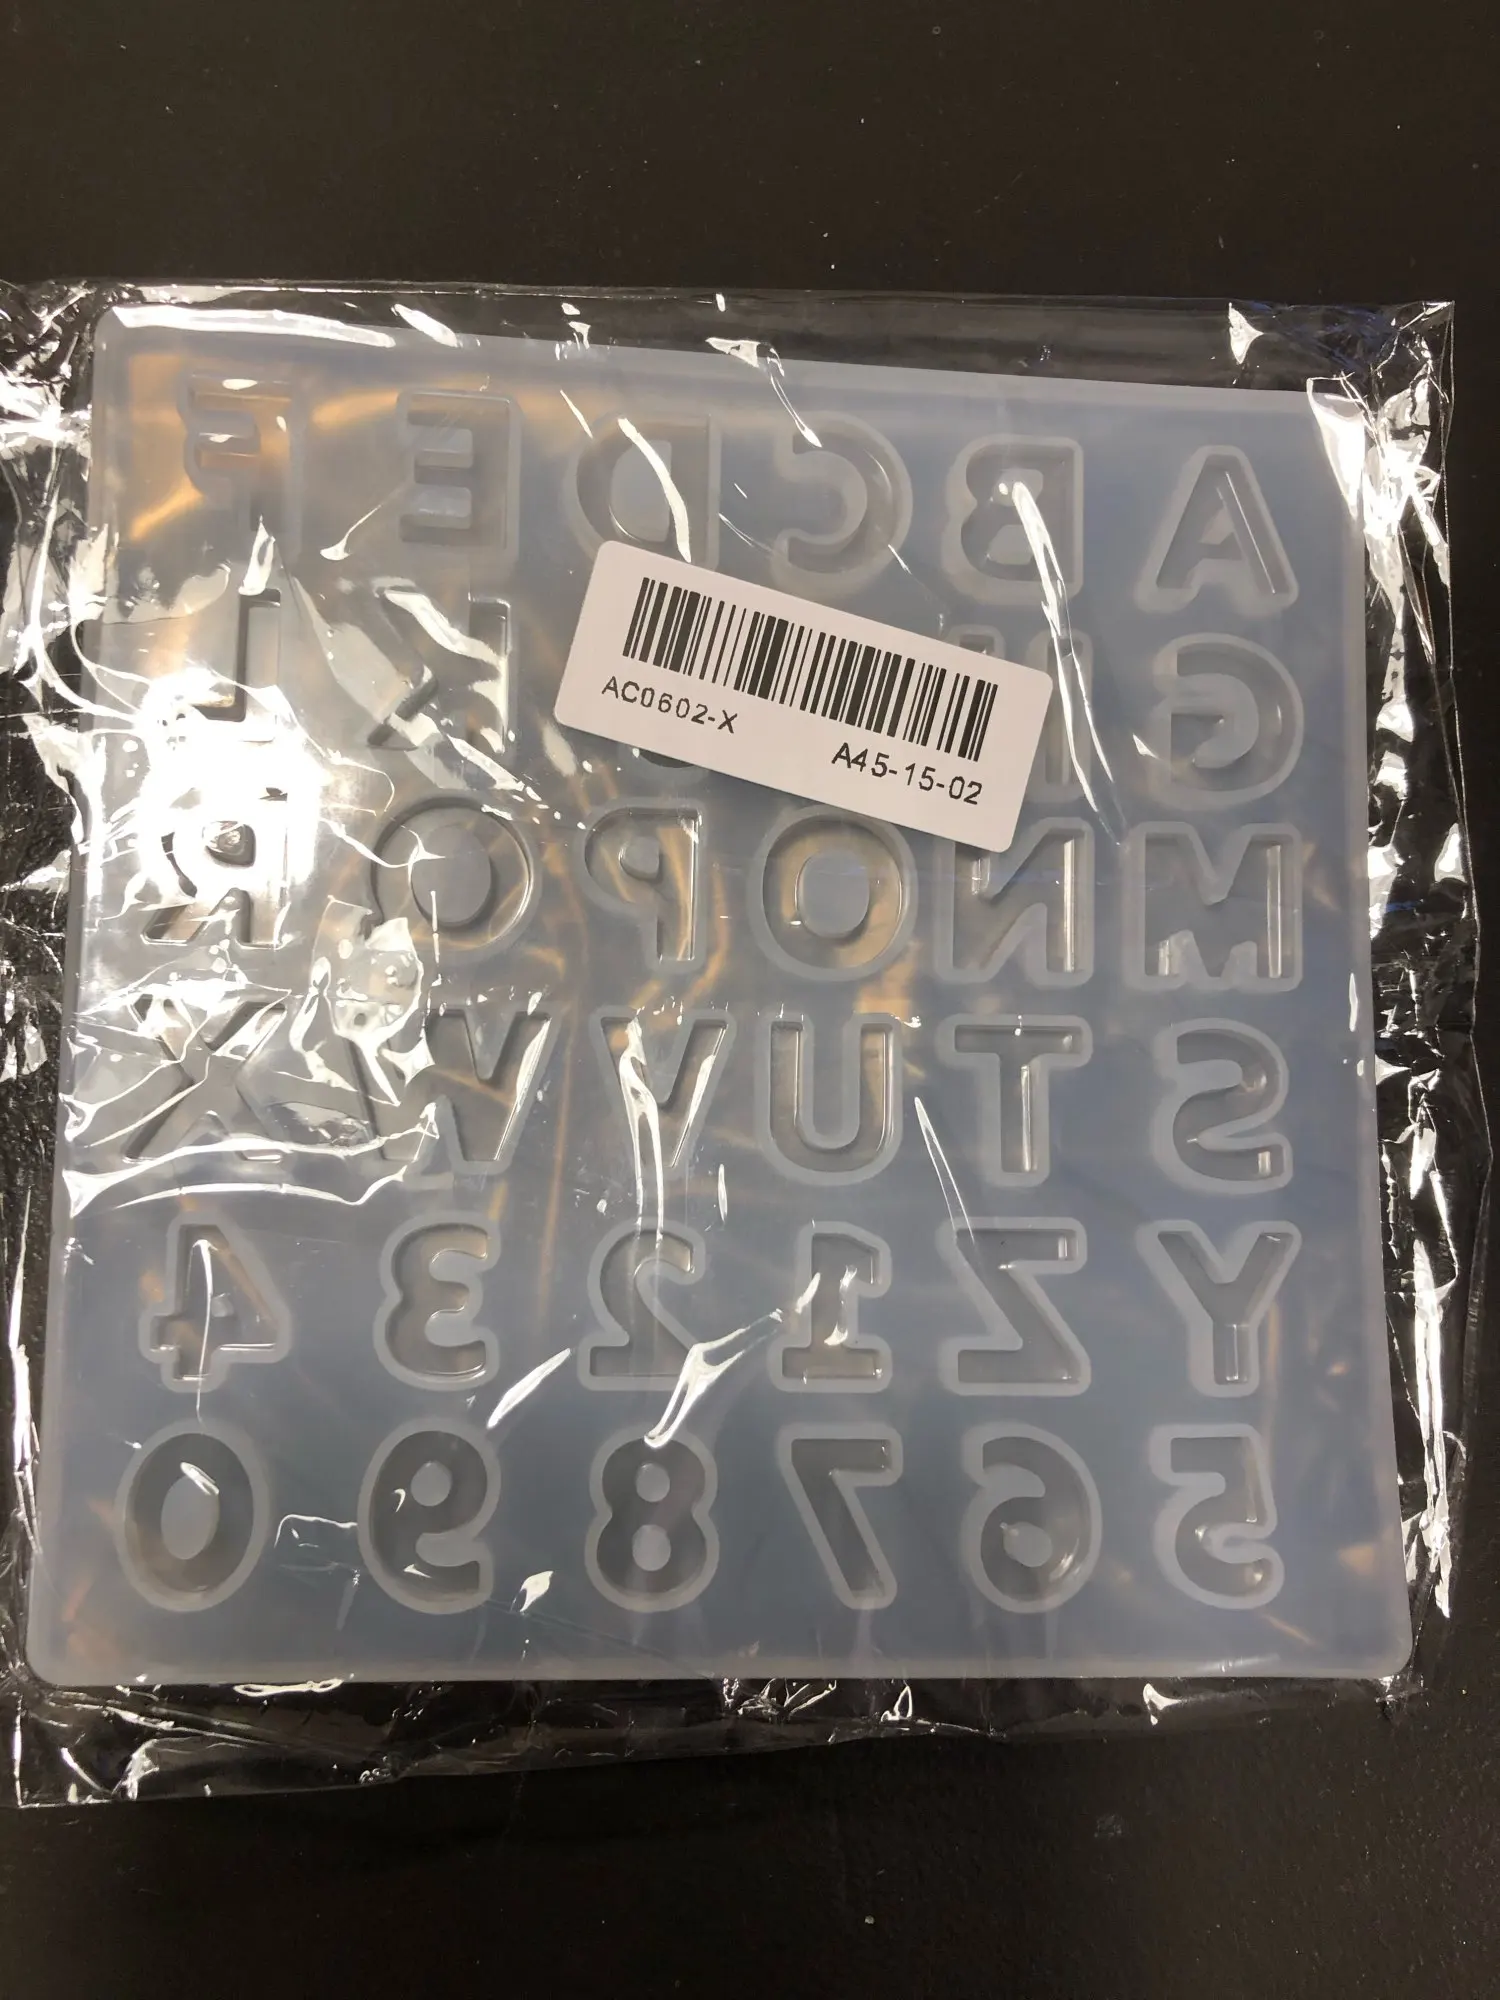 A B C D E F
AC0602-X
A45-15-02
G H K L
M N O P Q R
S T U V W X
Y Z 1 2 3 4
5 6 7 8 9 0